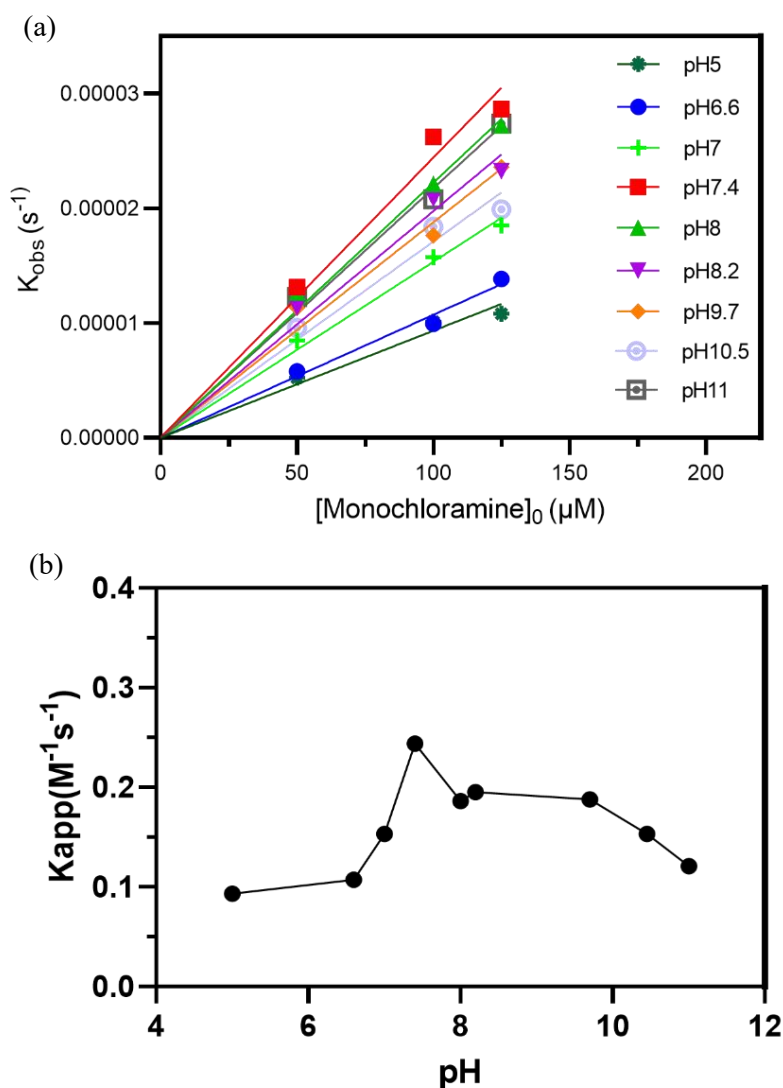 (a)
0.00003
0.00002
0.00001
0.00000
K_obs (s⁻¹)
0
50
100
150
200
[Monochloramine]₀ (µM)
pH5
pH6.6
pH7
pH7.4
pH8
pH8.2
pH9.7
pH10.5
pH11
(b)
0.4
0.3
0.2
0.1
0.0
Kapp(M⁻¹s⁻¹)
4
6
8
10
12
pH